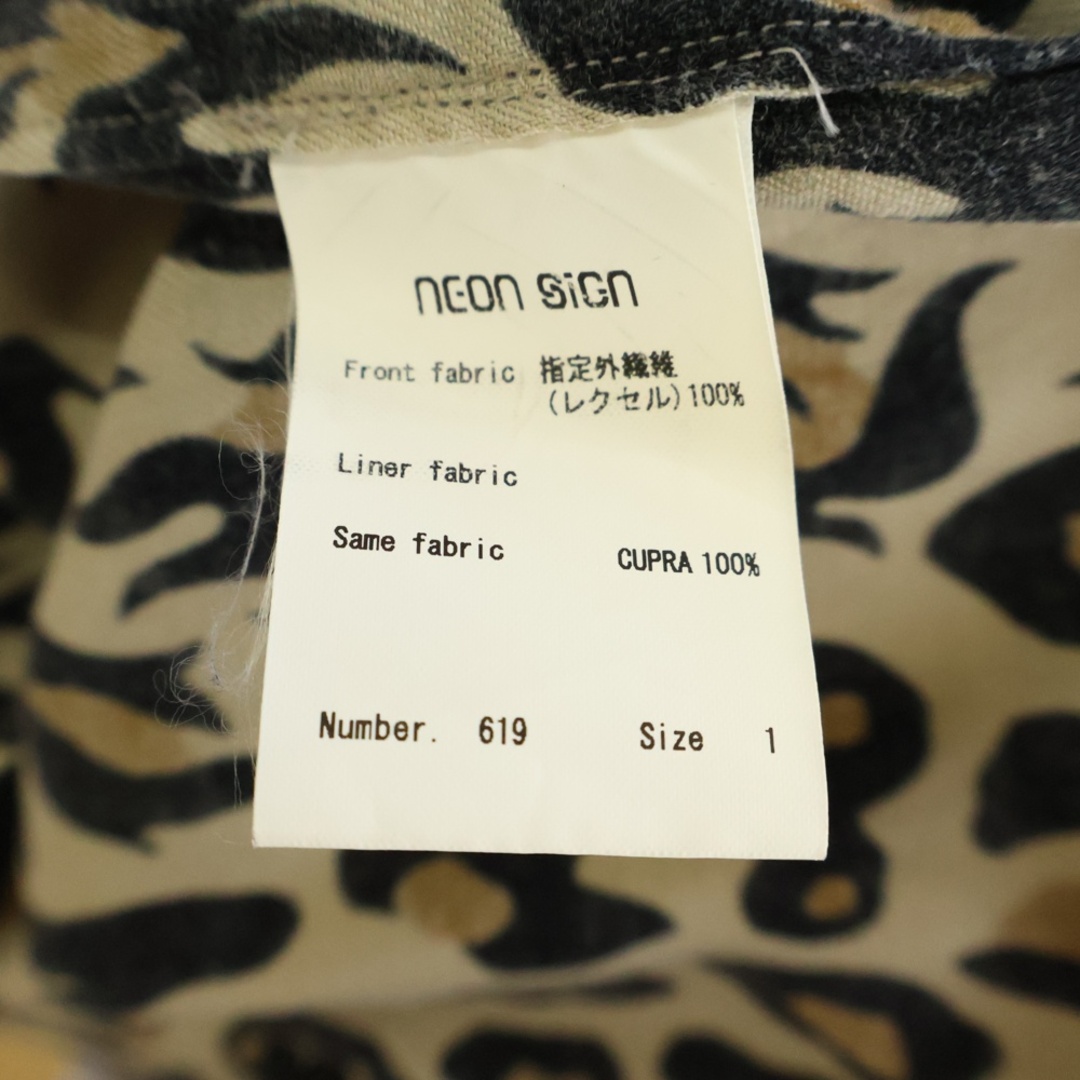 NEON SiGN
Front fabric 指定外繊維
(レクセル)100%
Liner fabric
Same fabric CUPRA 100%
Number. 619 Size 1